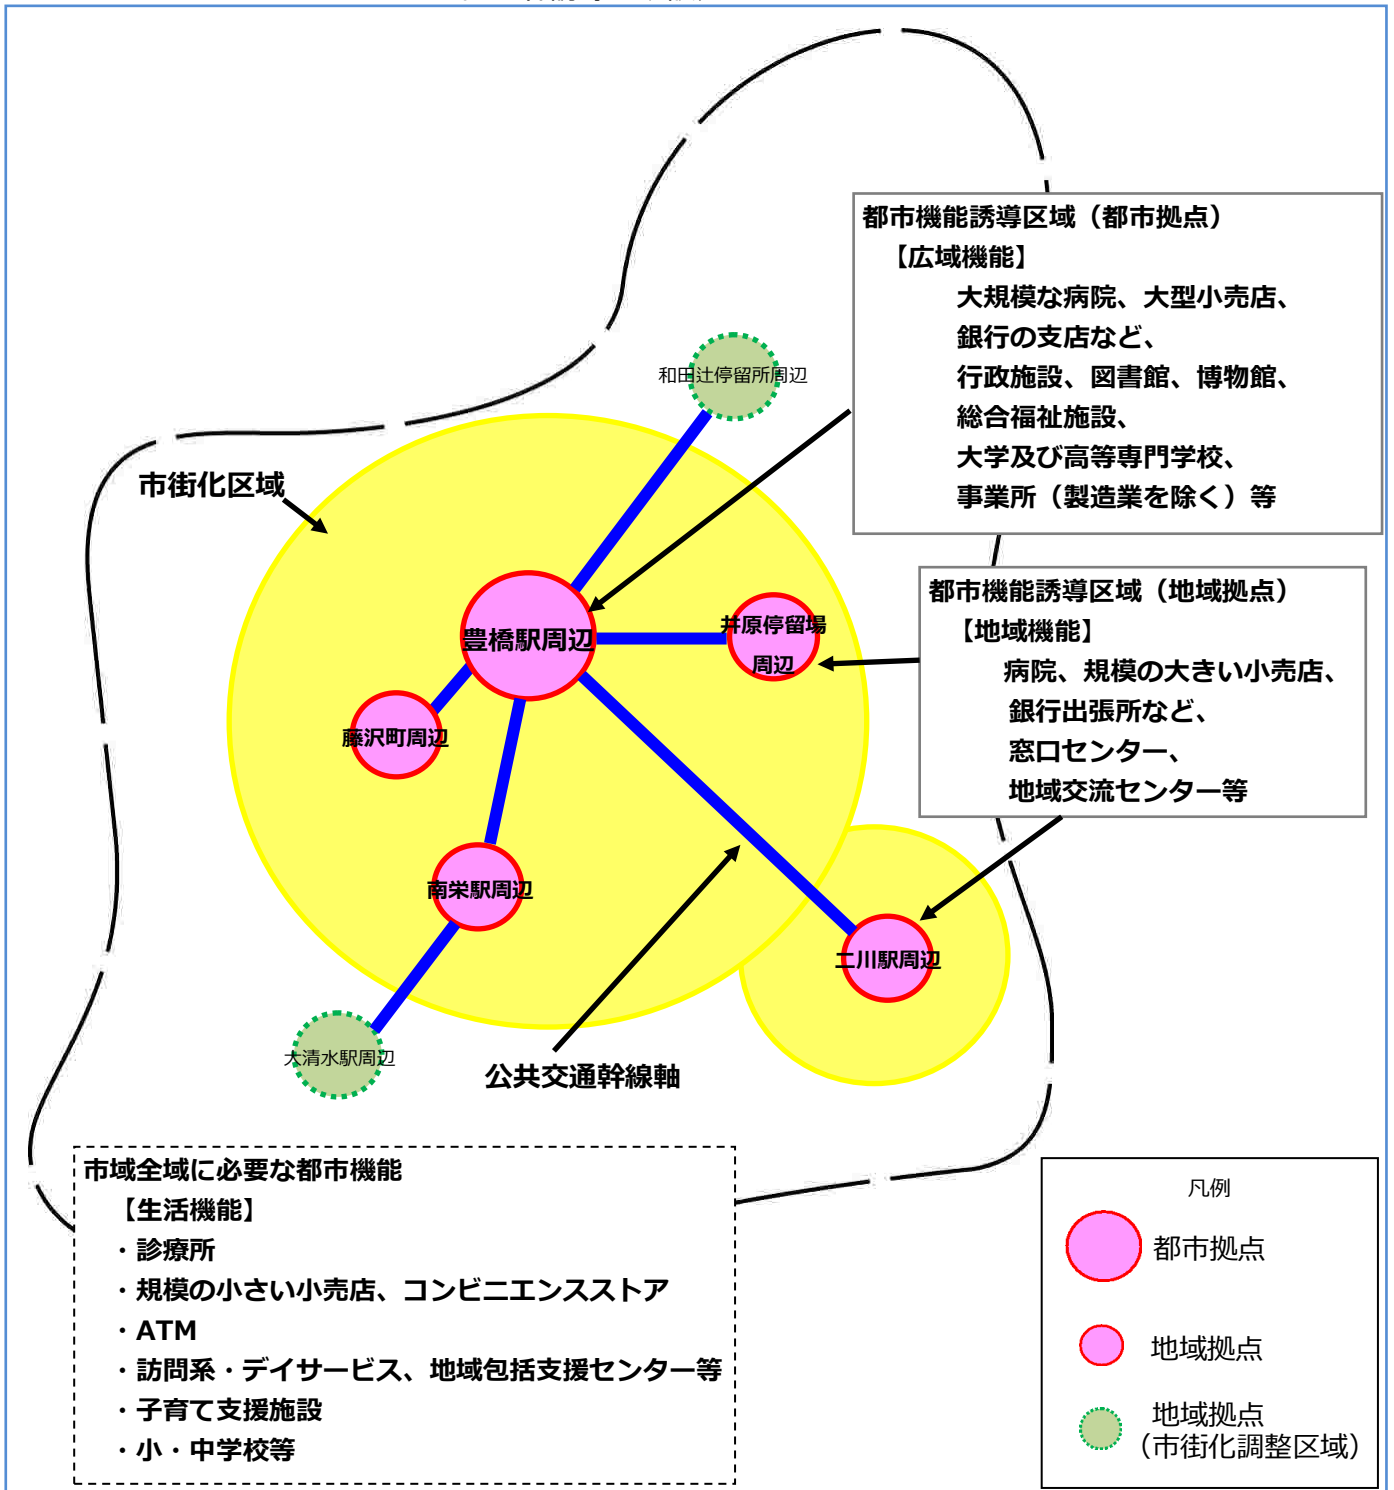 都市機能誘導区域（都市拠点）
【広域機能】
大規模な病院、大型小売店、
銀行の支店など、
行政施設、図書館、博物館、
総合福祉施設、
大学及び高等専門学校、
事業所（製造業を除く）等
和田辻停留所周辺
市街化区域
都市機能誘導区域（地域拠点）
【地域機能】
病院、規模の大きい小売店、
銀行出張所など、
窓口センター、
地域交流センター等
豊橋駅周辺
井原停留場
周辺
藤沢町周辺
南栄駅周辺
二川駅周辺
大清水駅周辺
公共交通幹線軸
市域全域に必要な都市機能
【生活機能】
・診療所
・規模の小さい小売店、コンビニエンスストア
・ATM
・訪問系・デイサービス、地域包括支援センター等
・子育て支援施設
・小・中学校等
凡例
都市拠点
地域拠点
地域拠点
（市街化調整区域）